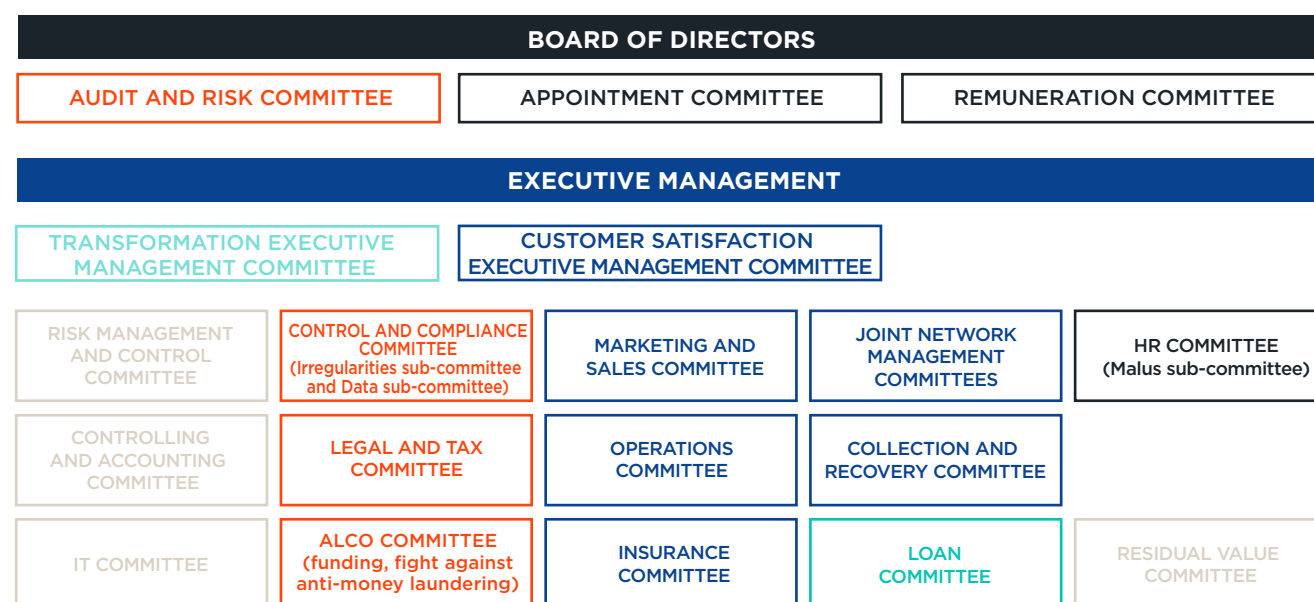 BOARD OF DIRECTORS
AUDIT AND RISK COMMITTEE
APPOINTMENT COMMITTEE
REMUNERATION COMMITTEE
EXECUTIVE MANAGEMENT
TRANSFORMATION EXECUTIVE
MANAGEMENT COMMITTEE
CUSTOMER SATISFACTION
EXECUTIVE MANAGEMENT COMMITTEE
RISK MANAGEMENT
AND CONTROL
COMMITTEE
CONTROL AND COMPLIANCE
COMMITTEE
(Irregularities sub-committee
and Data sub-committee)
MARKETING AND
SALES COMMITTEE
JOINT NETWORK
MANAGEMENT
COMMITTEES
HR COMMITTEE
(Malus sub-committee)
CONTROLLING
AND ACCOUNTING
COMMITTEE
LEGAL AND TAX
COMMITTEE
OPERATIONS
COMMITTEE
COLLECTION AND
RECOVERY COMMITTEE
IT COMMITTEE
ALCO COMMITTEE
(funding, fight against
anti-money laundering)
INSURANCE
COMMITTEE
LOAN
COMMITTEE
RESIDUAL VALUE
COMMITTEE